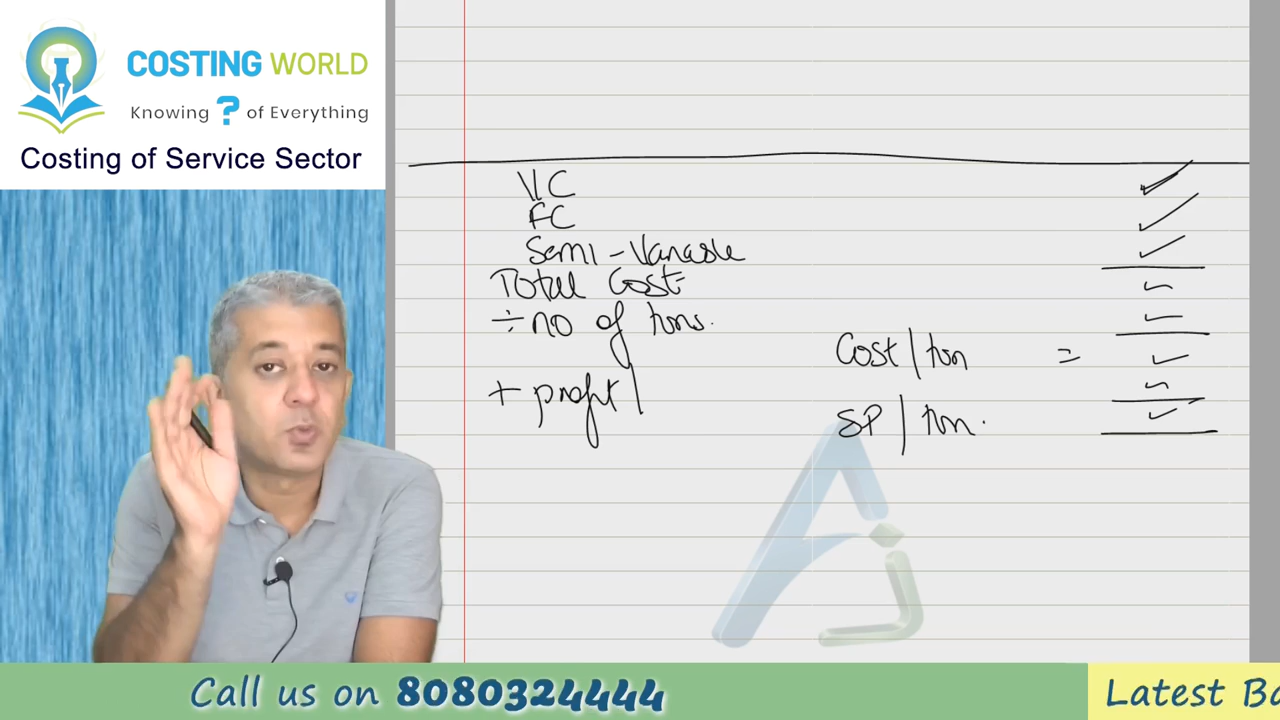 COSTING WORLD
Knowing ? of Everything
Costing of Service Sector
VC
FC
Semi-Variable
Total Cost
÷ no of tons.
Cost/ton =
+ profit/
SP/ton.
Call us on 8080324444
Latest Ba